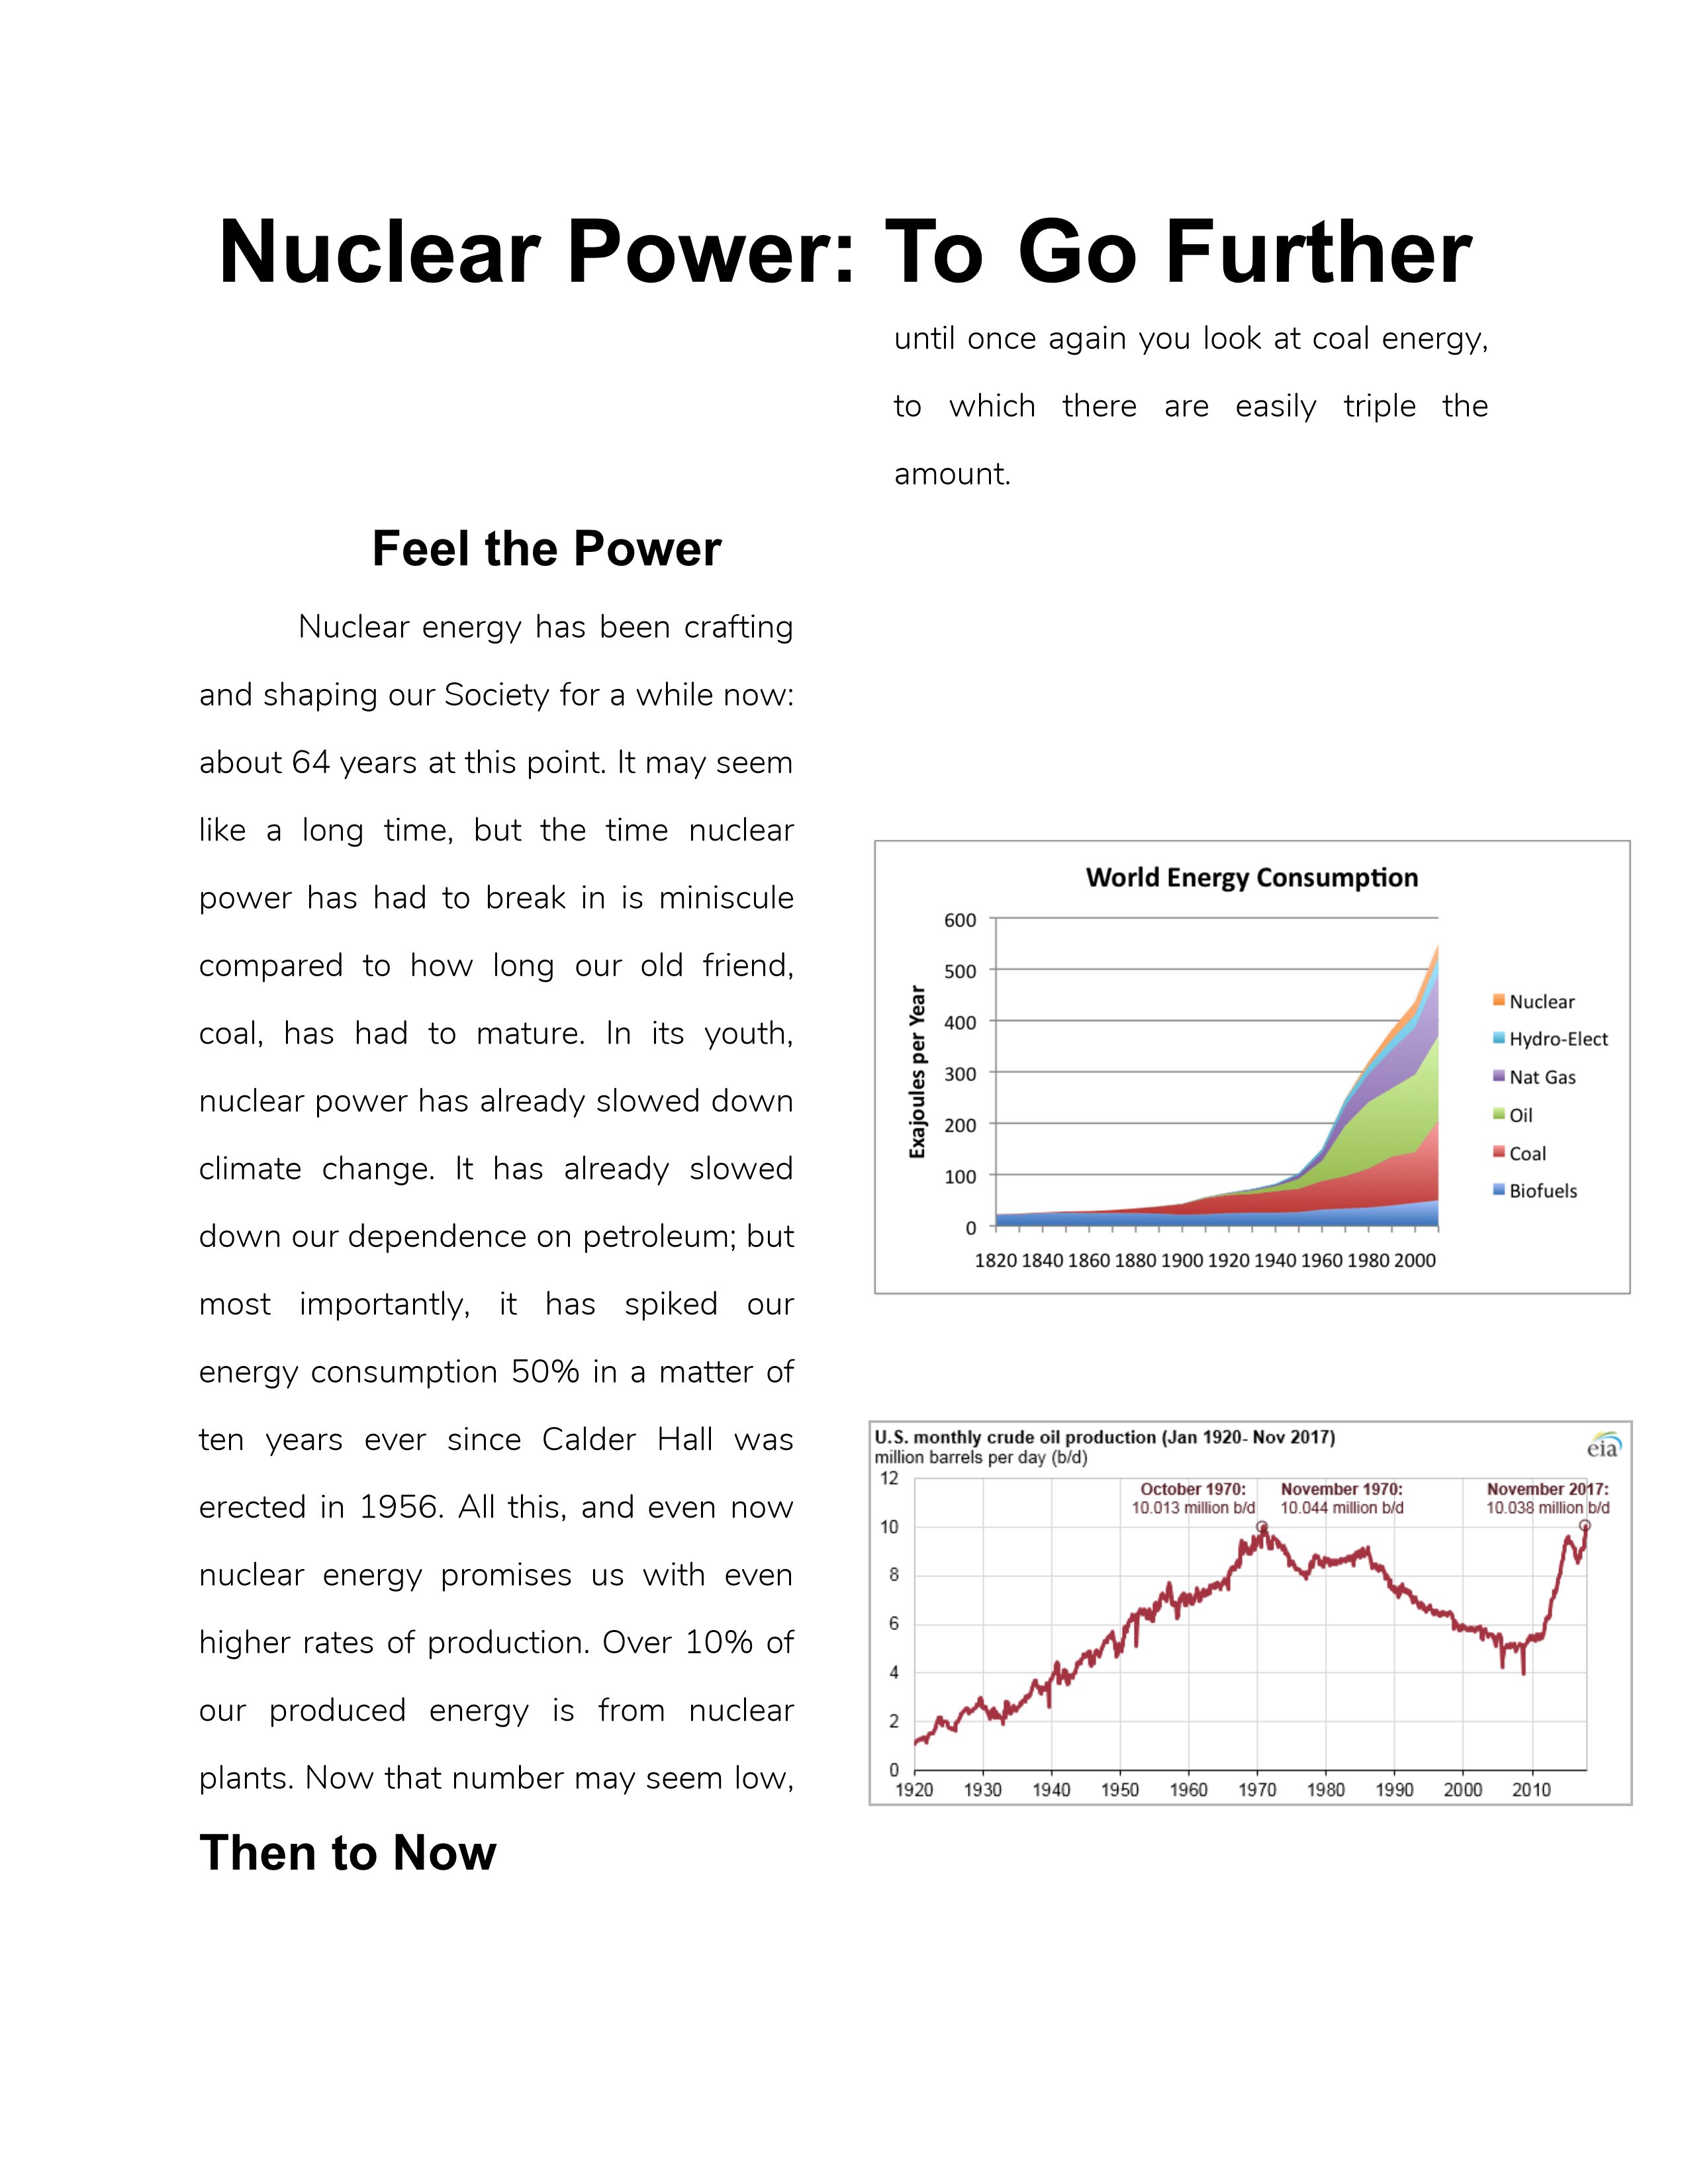 Nuclear Power: To Go Further
Feel the Power
Nuclear energy has been crafting
and shaping our Society for a while now:
about 64 years at this point. It may seem
like a long time, but the time nuclear
power has had to break in is miniscule
compared to how long our old friend,
coal, has had to mature. In its youth,
nuclear power has already slowed down
climate change. It has already slowed
down our dependence on petroleum; but
most importantly, it has spiked our
energy consumption 50% in a matter of
ten years ever since Calder Hall was
erected in 1956. All this, and even now
nuclear energy promises us with even
higher rates of production. Over 10% of
our produced energy is from nuclear
plants. Now that number may seem low,
until once again you look at coal energy,
to which there are easily triple the
amount.
Then to Now
World Energy Consumption
Exajoules per Year
600
500
400
300
200
100
0
1820 1840 1860 1880 1900 1920 1940 1960 1980 2000
Nuclear
Hydro-Elect
Nat Gas
Oil
Coal
Biofuels
U.S. monthly crude oil production (Jan 1920- Nov 2017)
million barrels per day (b/d)
eia
October 1970:
10.013 million b/d
November 1970:
10.044 million b/d
November 2017:
10.038 million b/d
12
10
8
6
4
2
0
1920 1930 1940 1950 1960 1970 1980 1990 2000 2010